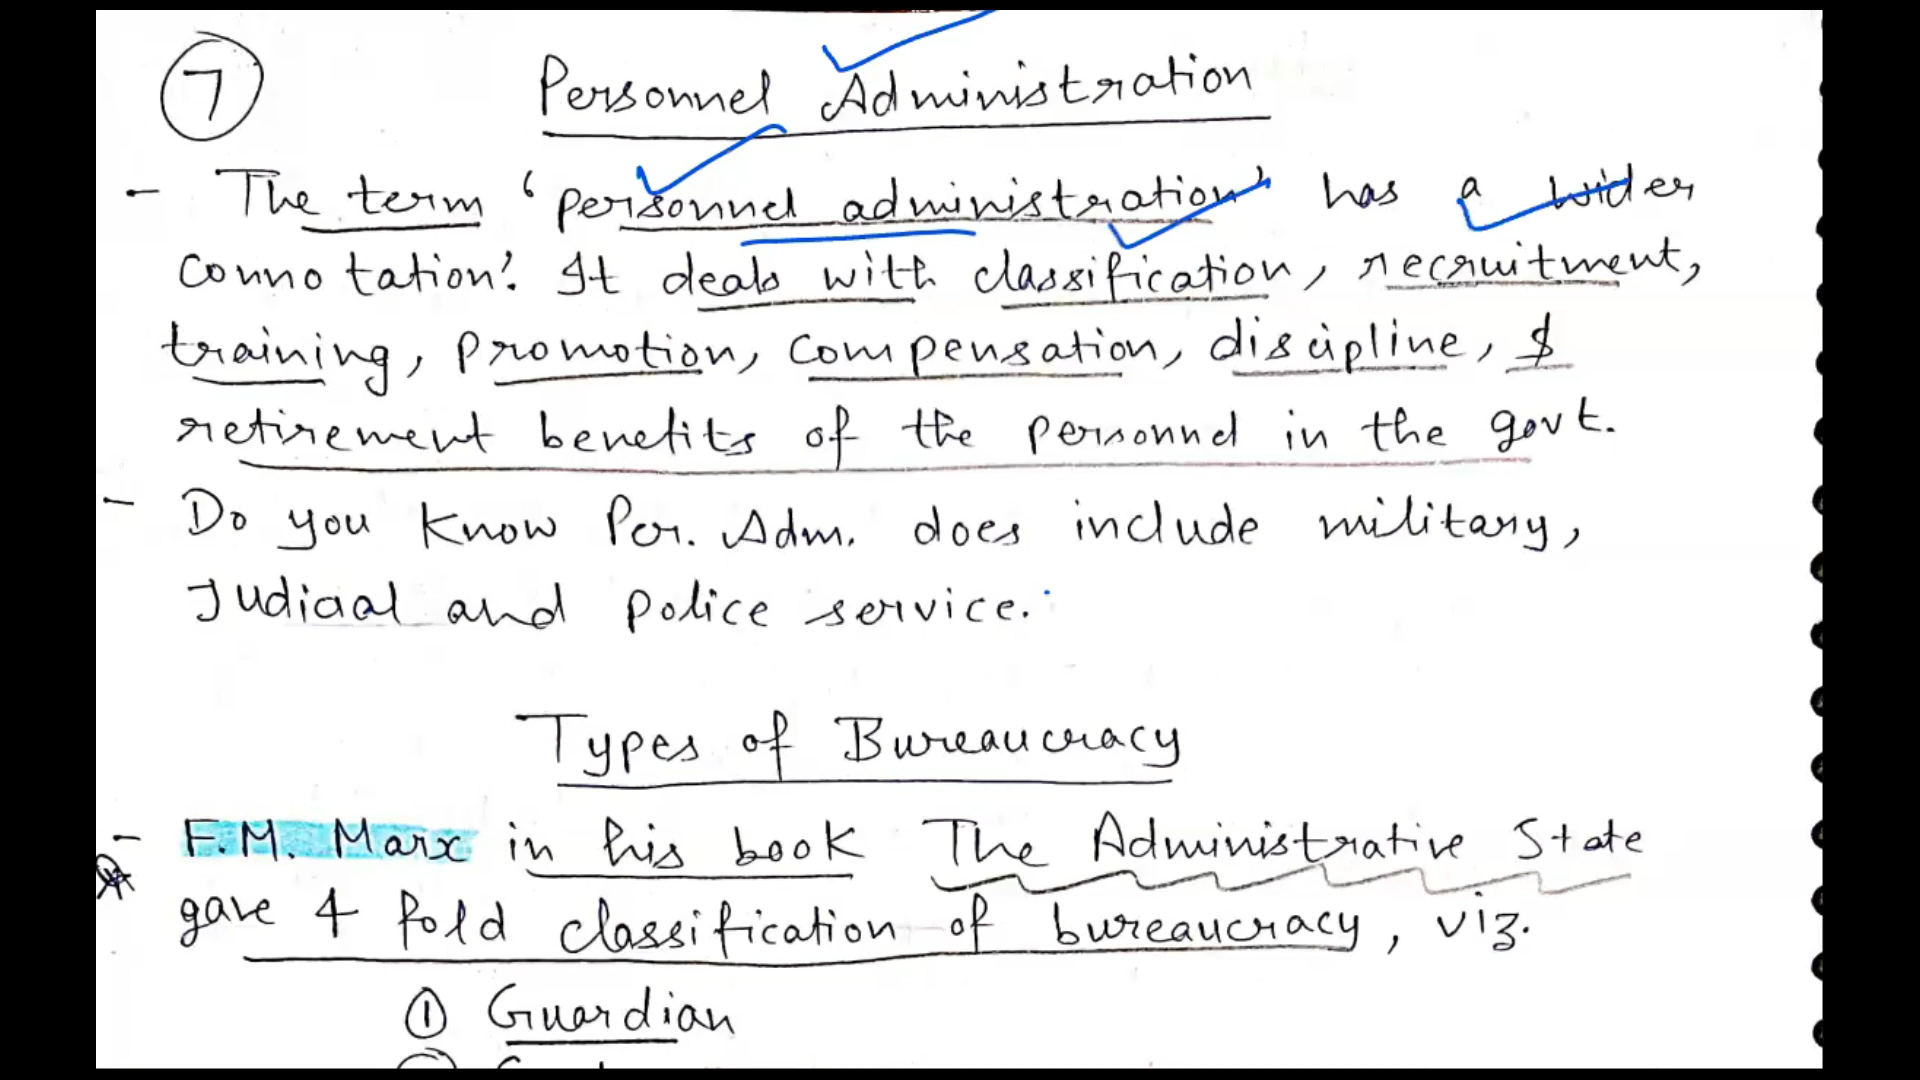 7
Personnel Administration
- The term 'personnel administration' has a wider
connotation. It deals with classification, recruitment,
training, promotion, compensation, discipline, &
retirement benefits of the personnel in the govt.
- Do you know Per. Adm. does include military,
Judicial and police service.
Types of Bureaucracy
- F.M. Marx in his book The Administrative State
gave 4 fold classification of bureaucracy, viz.
① Guardian